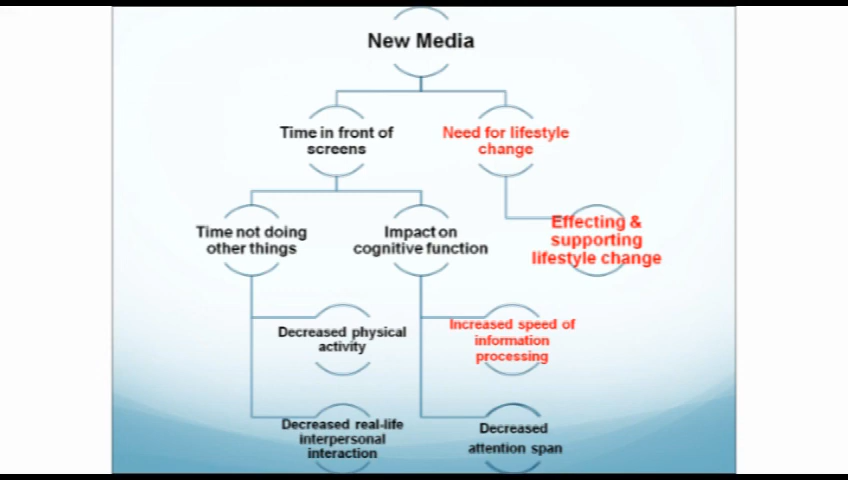 New Media
Time in front of
screens
Need for lifestyle
change
Time not doing
other things
Impact on
cognitive function
Effecting &
supporting
lifestyle change
Decreased physical
activity
Increased speed of
information
processing
Decreased real-life
interpersonal
interaction
Decreased
attention span